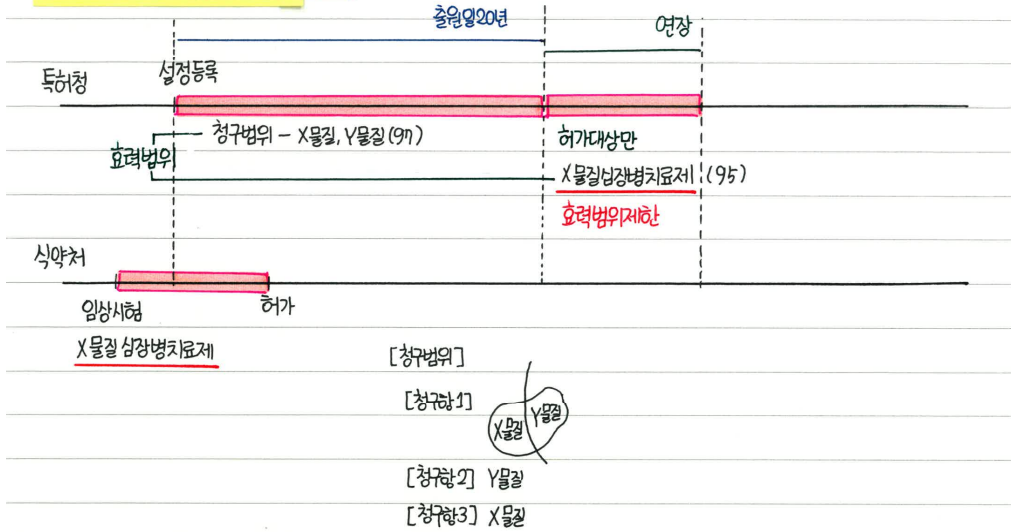 출원일20년
연장
특허청
설정등록
청구범위 - X물질, Y물질 (97)
허가대상만
효력범위
X물질심장병치료제 (95)
효력범위제한
식약처
임상시험
허가
X물질 심장병치료제
[청구범위]
[청구항1]
X물질
Y물질
[청구항2] Y물질
[청구항3] X물질